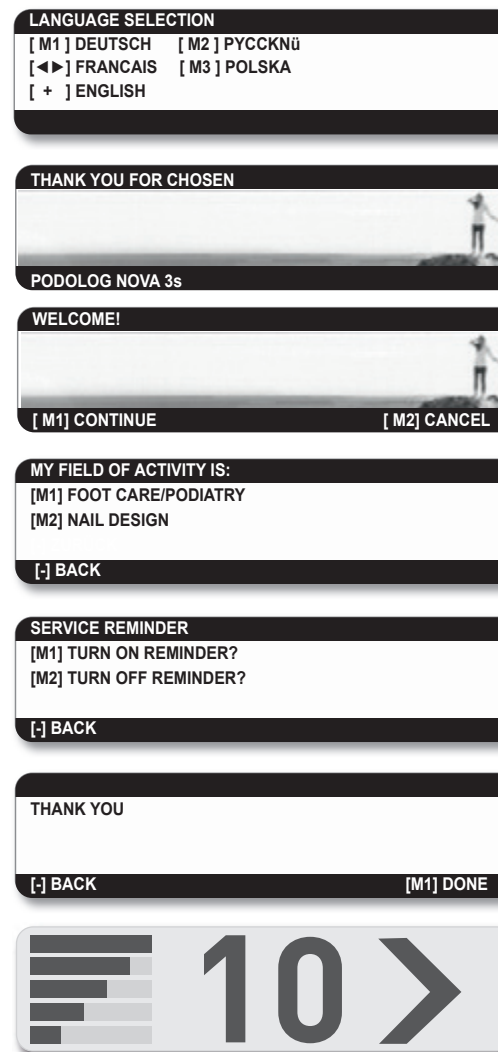 LANGUAGE SELECTION
[ M1 ] DEUTSCH [ M2 ] PYCCKNü
[◄►] FRANCAIS [ M3 ] POLSKA
[ + ] ENGLISH
THANK YOU FOR CHOSEN
PODOLOG NOVA 3s
WELCOME!
[ M1] CONTINUE [ M2] CANCEL
MY FIELD OF ACTIVITY IS:
[M1] FOOT CARE/PODIATRY
[M2] NAIL DESIGN
[-] BACK
SERVICE REMINDER
[M1] TURN ON REMINDER?
[M2] TURN OFF REMINDER?
[-] BACK
THANK YOU
[-] BACK [M1] DONE
10 >